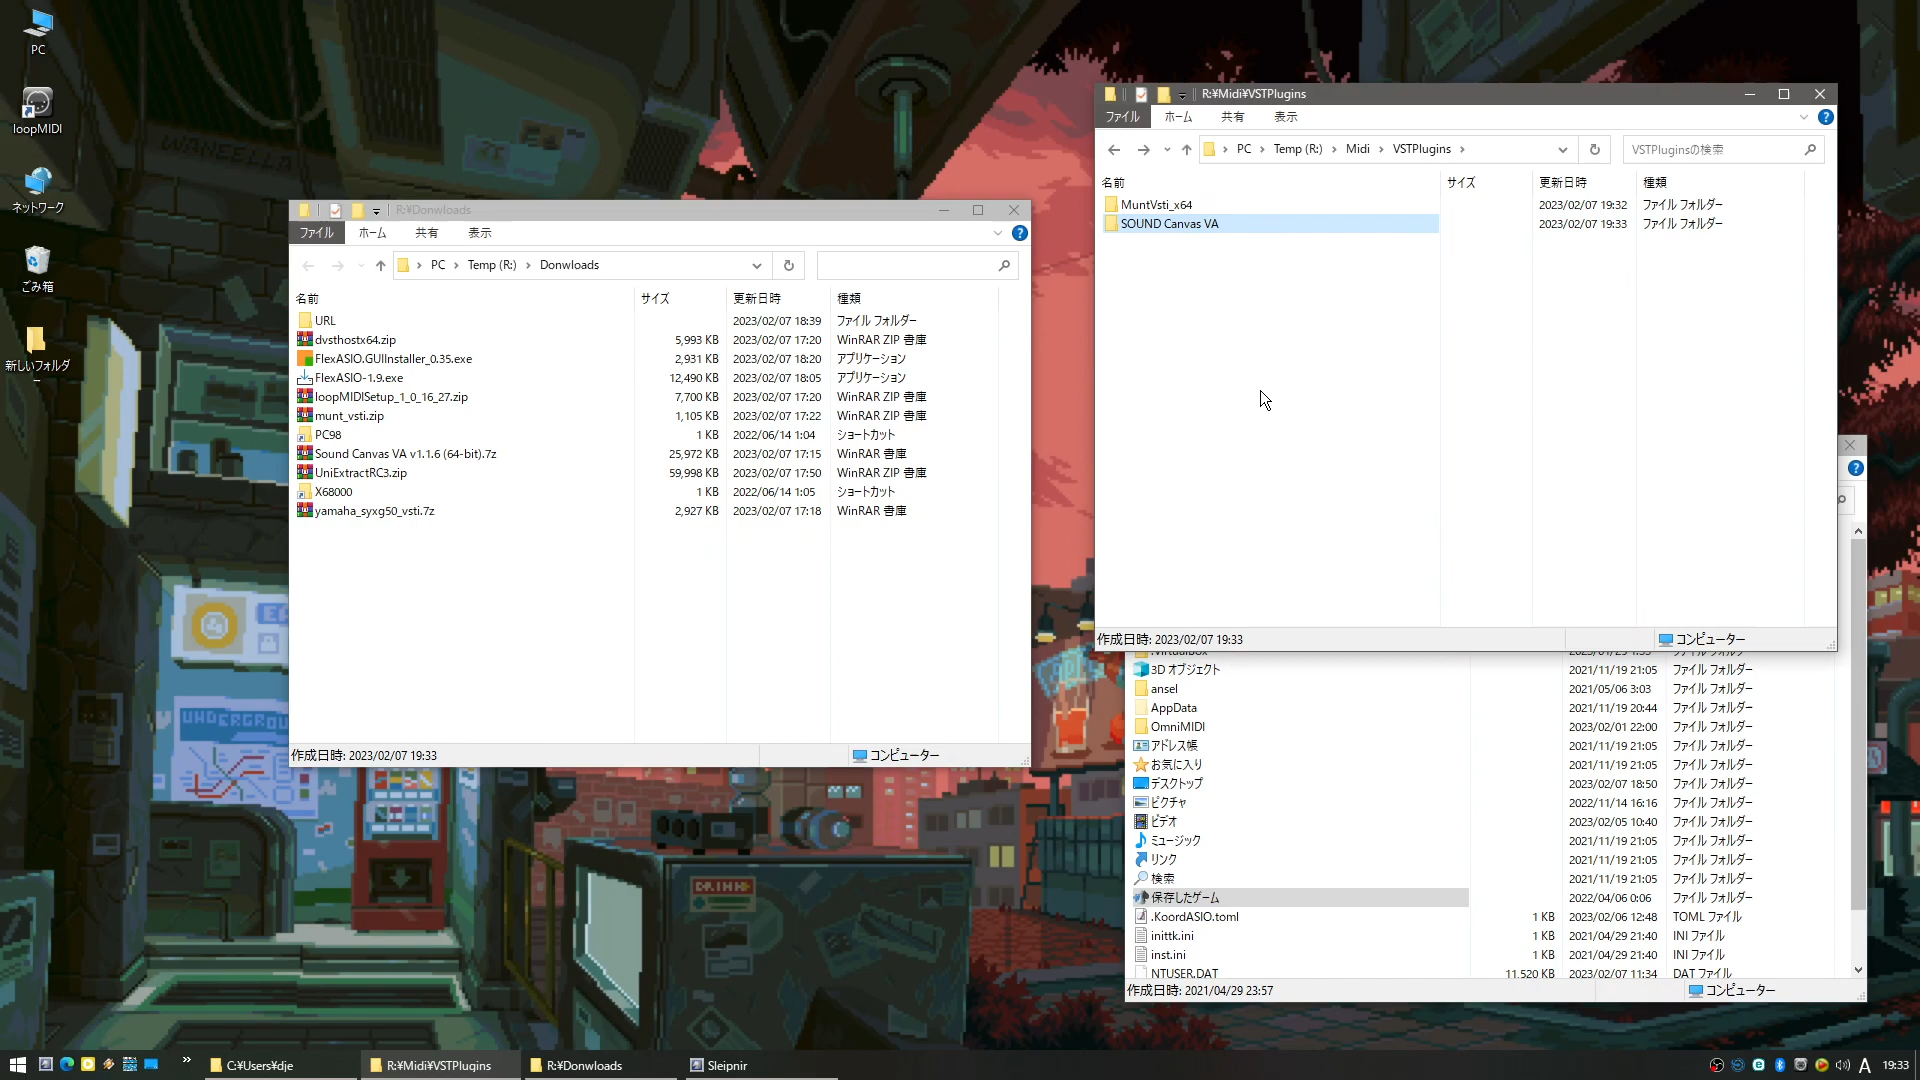 PC
loopMIDI
ネットワーク
ごみ箱
新しいフォルダー
WANEELLA
UNDERGROU
DRINK
R:¥Donwloads
ファイル ホーム 共有 表示
PC Temp (R:) Donwloads
名前 サイズ 更新日時 種類
URL 2023/02/07 18:39 ファイル フォルダー
dvsthostx64.zip 5,993 KB 2023/02/07 17:20 WinRAR ZIP 書庫
FlexASIO.GUIInstaller_0.35.exe 2,931 KB 2023/02/07 18:20 アプリケーション
FlexASIO-1.9.exe 12,490 KB 2023/02/07 18:05 アプリケーション
loopMIDISetup_1_0_16_27.zip 7,700 KB 2023/02/07 17:20 WinRAR ZIP 書庫
munt_vsti.zip 1,105 KB 2023/02/07 17:22 WinRAR ZIP 書庫
PC98 1 KB 2022/06/14 1:04 ショートカット
Sound Canvas VA v1.1.6 (64-bit).7z 25,972 KB 2023/02/07 17:15 WinRAR 書庫
UniExtractRC3.zip 59,998 KB 2023/02/07 17:50 WinRAR ZIP 書庫
X68000 1 KB 2022/06/14 1:05 ショートカット
yamaha_syxg50_vsti.7z 2,927 KB 2023/02/07 17:18 WinRAR 書庫
作成日時: 2023/02/07 19:33 コンピューター
R:¥Midi¥VSTPlugins
ファイル ホーム 共有 表示
PC Temp (R:) Midi VSTPlugins VSTPluginsの検索
名前 サイズ 更新日時 種類
MuntVsti_x64 2023/02/07 19:32 ファイル フォルダー
SOUND Canvas VA 2023/02/07 19:33 ファイル フォルダー
作成日時: 2023/02/07 19:33 コンピューター
3D オブジェクト 2021/11/19 21:05 ファイル フォルダー
ansel 2021/05/06 3:03 ファイル フォルダー
AppData 2021/11/19 20:44 ファイル フォルダー
OmniMIDI 2023/02/01 22:00 ファイル フォルダー
アドレス帳 2021/11/19 21:05 ファイル フォルダー
お気に入り 2021/11/19 21:05 ファイル フォルダー
デスクトップ 2023/02/07 18:50 ファイル フォルダー
ピクチャ 2022/11/14 16:16 ファイル フォルダー
ビデオ 2023/02/05 10:40 ファイル フォルダー
ミュージック 2021/11/19 21:05 ファイル フォルダー
リンク 2021/11/19 21:05 ファイル フォルダー
検索 2021/11/19 21:05 ファイル フォルダー
保存したゲーム 2022/04/06 0:06 ファイル フォルダー
.KoordASIO.toml 1 KB 2023/02/06 12:48 TOML ファイル
inittk.ini 1 KB 2021/04/29 21:40 INI ファイル
inst.ini 1 KB 2021/04/29 21:40 INI ファイル
NTUSER.DAT 11,520 KB 2023/02/07 11:34 DAT ファイル
作成日時: 2021/04/29 23:57 コンピューター
C:¥Users¥dje R:¥Midi¥VSTPlugins R:¥Donwloads Sleipnir A 19:33